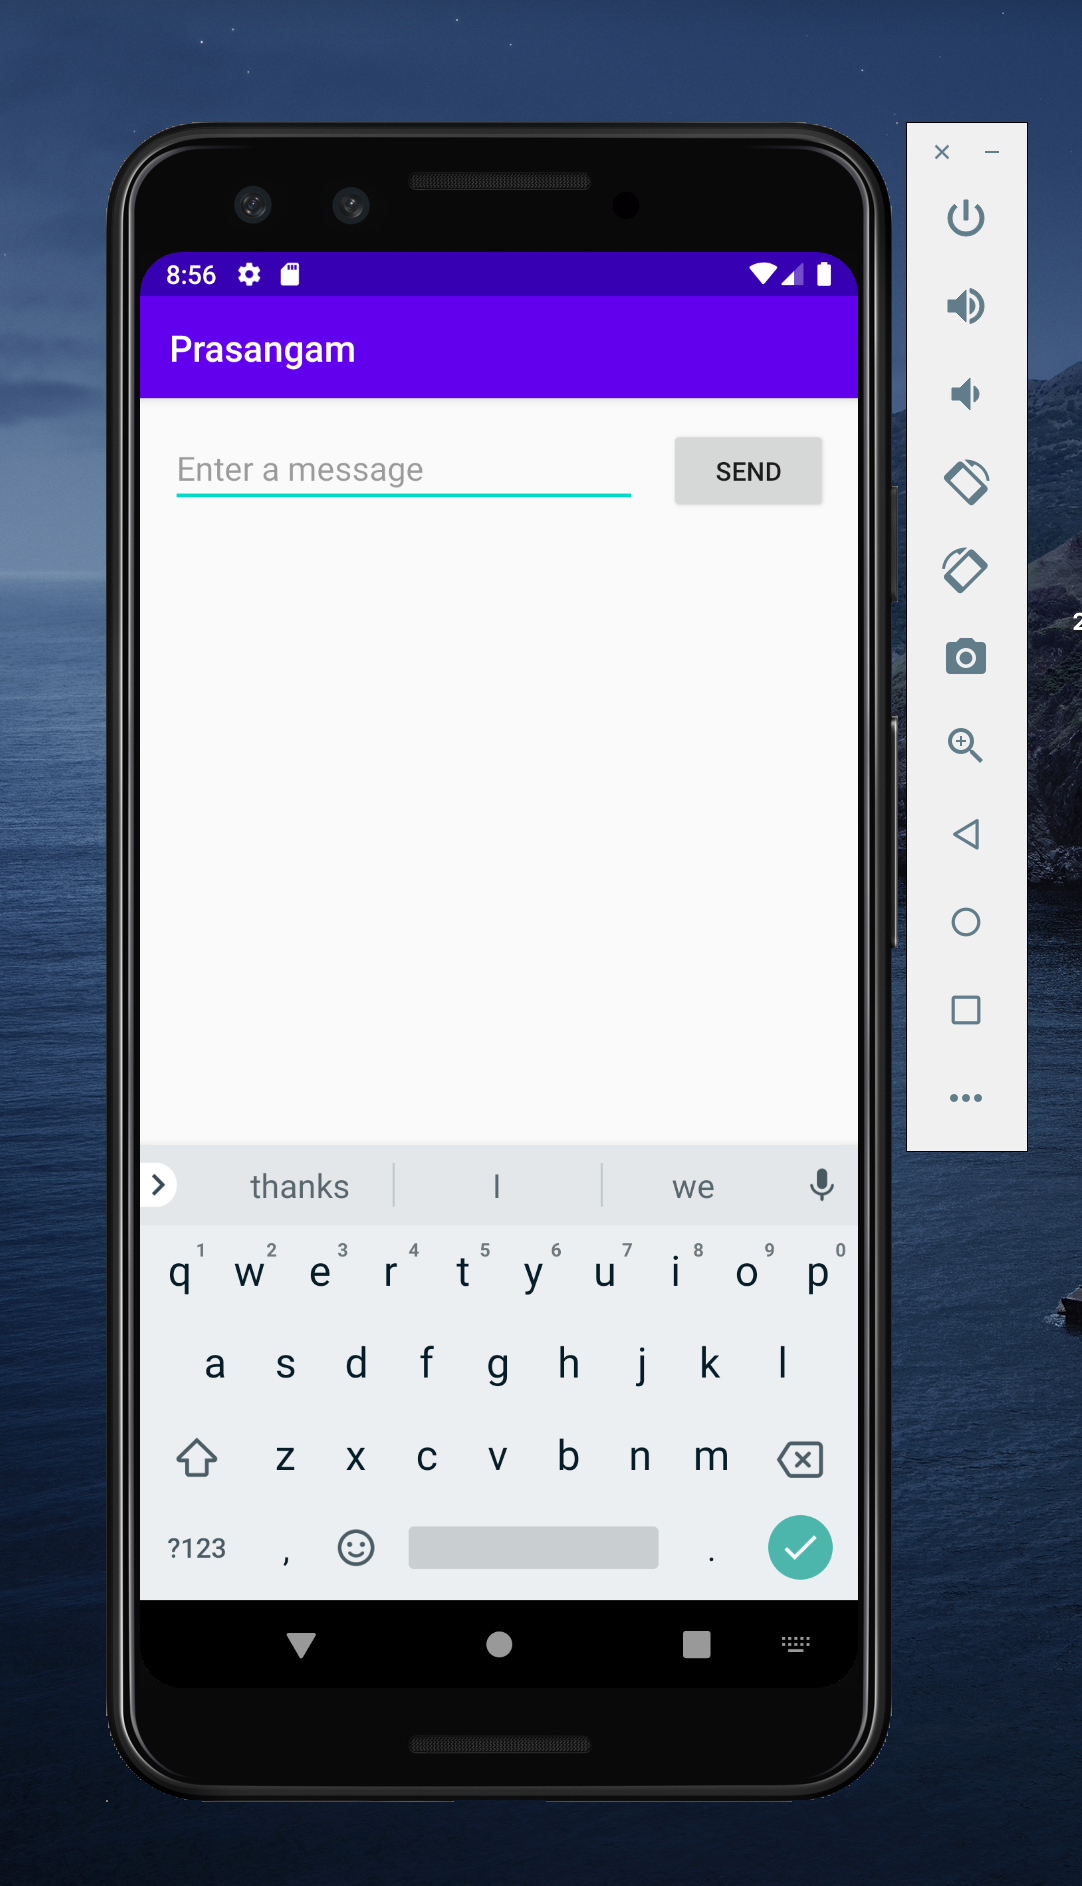 8:56
Prasangam
Enter a message
SEND
2
thanks I we
1 2 3 4 5 6 7 8 9 0
q w e r t y u i o p
a s d f g h j k l
z x c v b n m
?123 , .